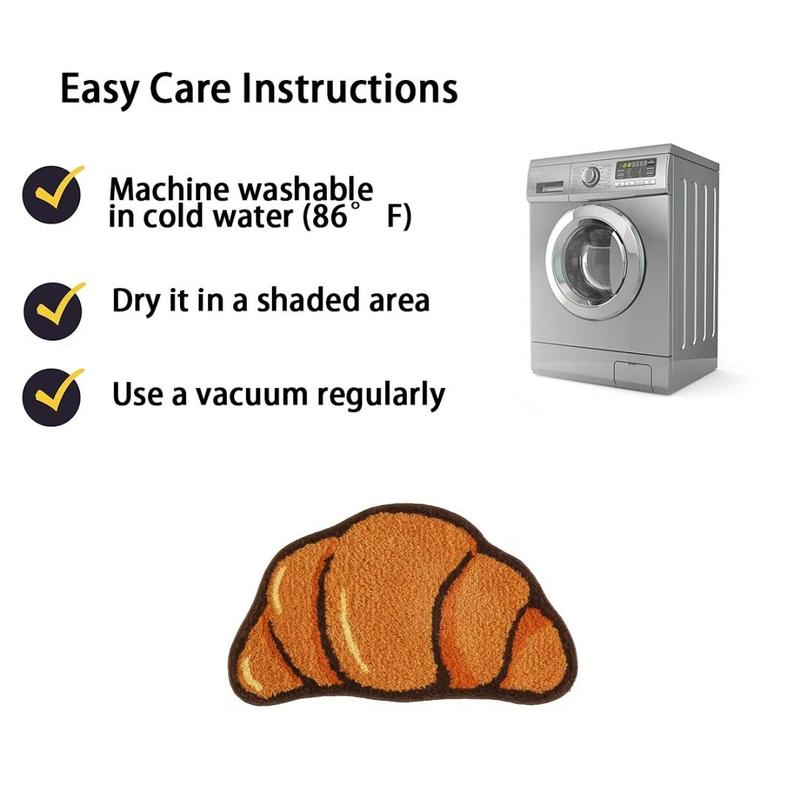 Easy Care Instructions
Machine washable
in cold water (86° F)
Dry it in a shaded area
Use a vacuum regularly